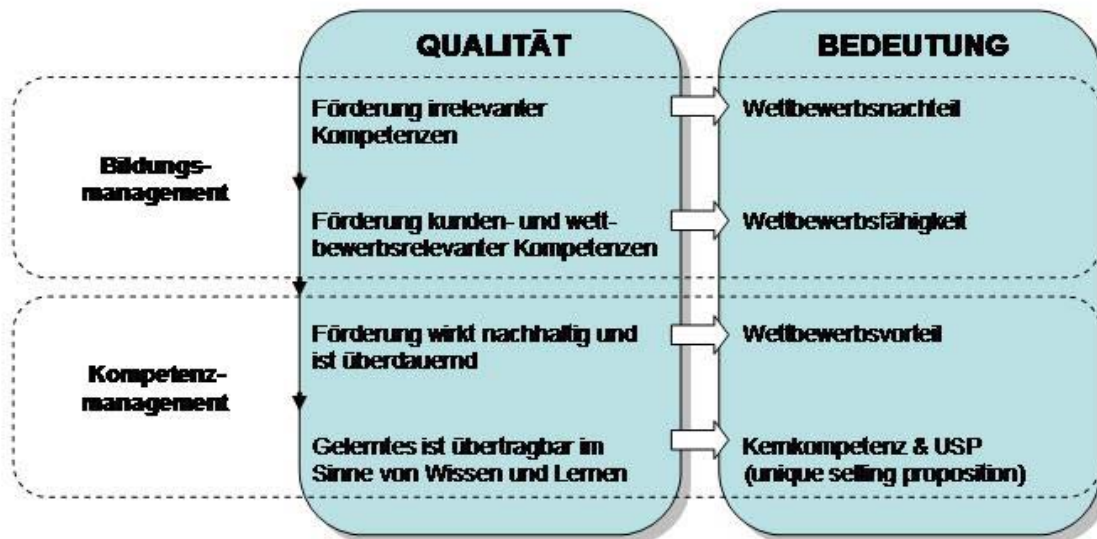 QUALITÄT
BEDEUTUNG
Bildungs-
management
Förderung irrelevanter
Kompetenzen
Wettbewerbsnachteil
Förderung kunden- und wett-
bewerbsrelevanter Kompetenzen
Wettbewerbsfähigkeit
Kompetenz-
management
Förderung wirkt nachhaltig und
ist überdauernd
Wettbewerbsvorteil
Gelerntes ist übertragbar im
Sinne von Wissen und Lernen
Kernkompetenz & USP
(unique selling proposition)